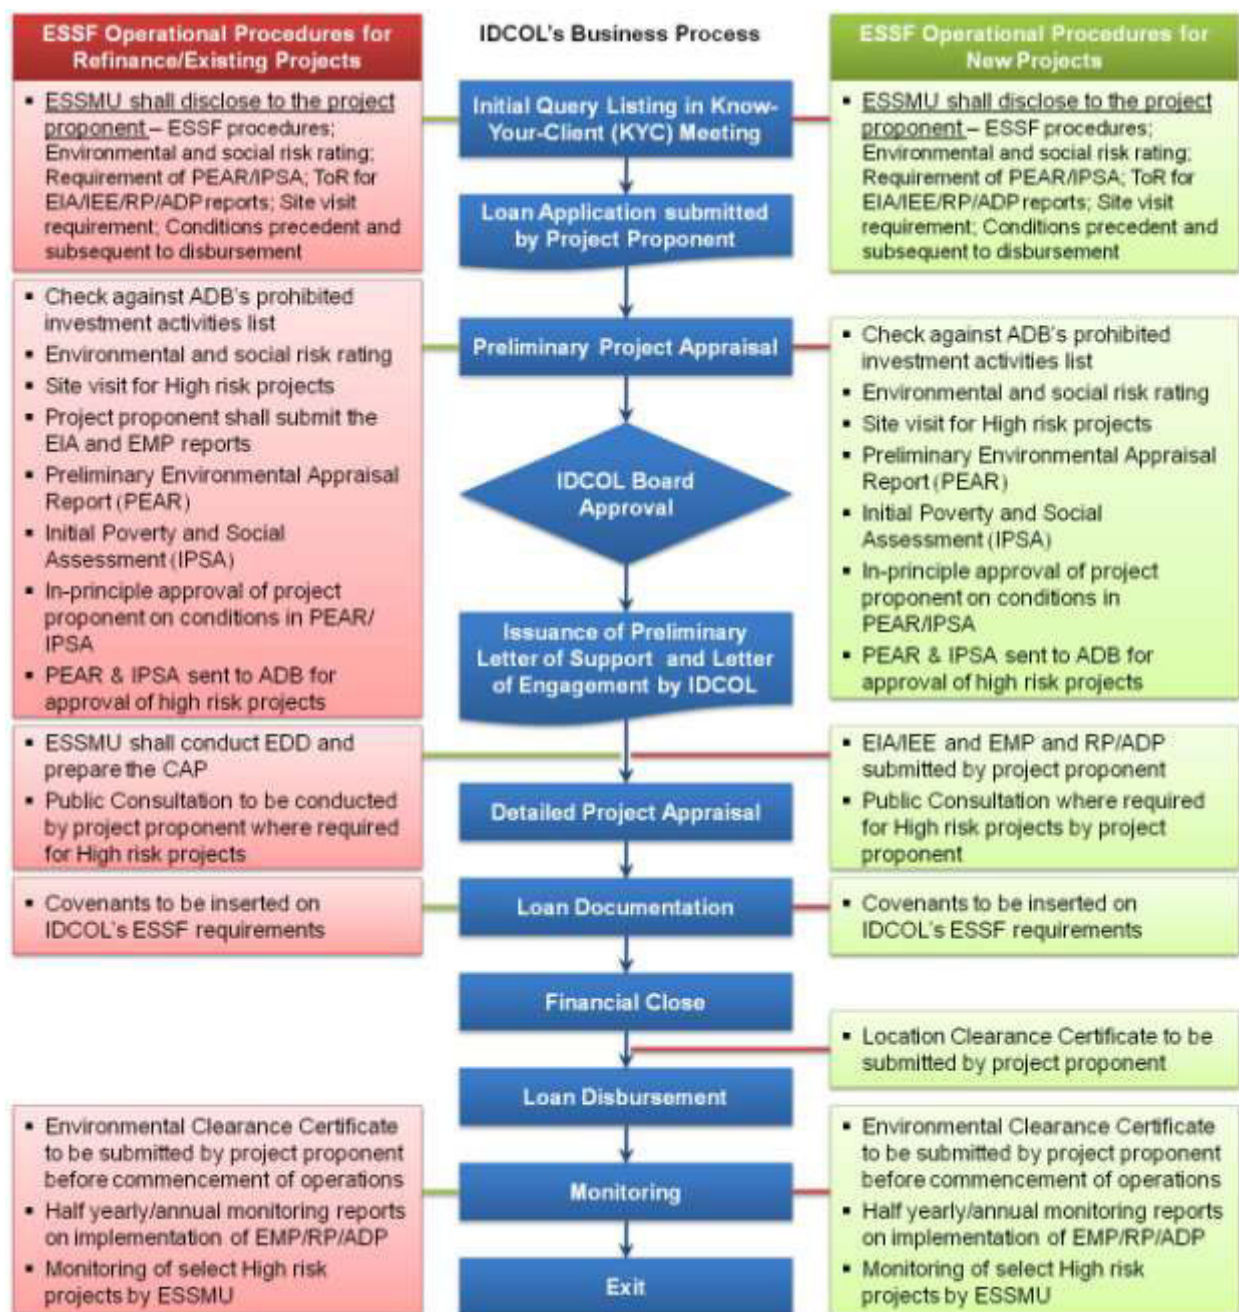 ESSF Operational Procedures for
Refinance/Existing Projects
▪ ESSMU shall disclose to the project
proponent – ESSF procedures;
Environmental and social risk rating;
Requirement of PEAR/IPSA; ToR for
EIA/IEE/RP/ADP reports; Site visit
requirement; Conditions precedent and
subsequent to disbursement
▪ Check against ADB's prohibited
investment activities list
▪ Environmental and social risk rating
▪ Site visit for High risk projects
▪ Project proponent shall submit the
EIA and EMP reports
▪ Preliminary Environmental Appraisal
Report (PEAR)
▪ Initial Poverty and Social
Assessment (IPSA)
▪ In-principle approval of project
proponent on conditions in PEAR/
IPSA
▪ PEAR & IPSA sent to ADB for
approval of high risk projects
▪ ESSMU shall conduct EDD and
prepare the CAP
▪ Public Consultation to be conducted
by project proponent where required
for High risk projects
▪ Covenants to be inserted on
IDCOL's ESSF requirements
▪ Environmental Clearance Certificate
to be submitted by project proponent
before commencement of operations
▪ Half yearly/annual monitoring reports
on implementation of EMP/RP/ADP
▪ Monitoring of select High risk
projects by ESSMU
IDCOL's Business Process
Initial Query Listing in Know-
Your-Client (KYC) Meeting
Loan Application submitted
by Project Proponent
Preliminary Project Appraisal
IDCOL Board
Approval
Issuance of Preliminary
Letter of Support and Letter
of Engagement by IDCOL
Detailed Project Appraisal
Loan Documentation
Financial Close
Loan Disbursement
Monitoring
Exit
ESSF Operational Procedures for
New Projects
▪ ESSMU shall disclose to the project
proponent – ESSF procedures;
Environmental and social risk rating;
Requirement of PEAR/IPSA; ToR for
EIA/IEE/RP/ADP reports; Site visit
requirement; Conditions precedent and
subsequent to disbursement
▪ Check against ADB's prohibited
investment activities list
▪ Environmental and social risk rating
▪ Site visit for High risk projects
▪ Preliminary Environmental Appraisal
Report (PEAR)
▪ Initial Poverty and Social
Assessment (IPSA)
▪ In-principle approval of project
proponent on conditions in
PEAR/IPSA
▪ PEAR & IPSA sent to ADB for
approval of high risk projects
▪ EIA/IEE and EMP and RP/ADP
submitted by project proponent
▪ Public Consultation where required
for High risk projects by project
proponent
▪ Covenants to be inserted on
IDCOL's ESSF requirements
▪ Location Clearance Certificate to be
submitted by project proponent
▪ Environmental Clearance Certificate
to be submitted by project proponent
before commencement of operations
▪ Half yearly/annual monitoring reports
on implementation of EMP/RP/ADP
▪ Monitoring of select High risk
projects by ESSMU